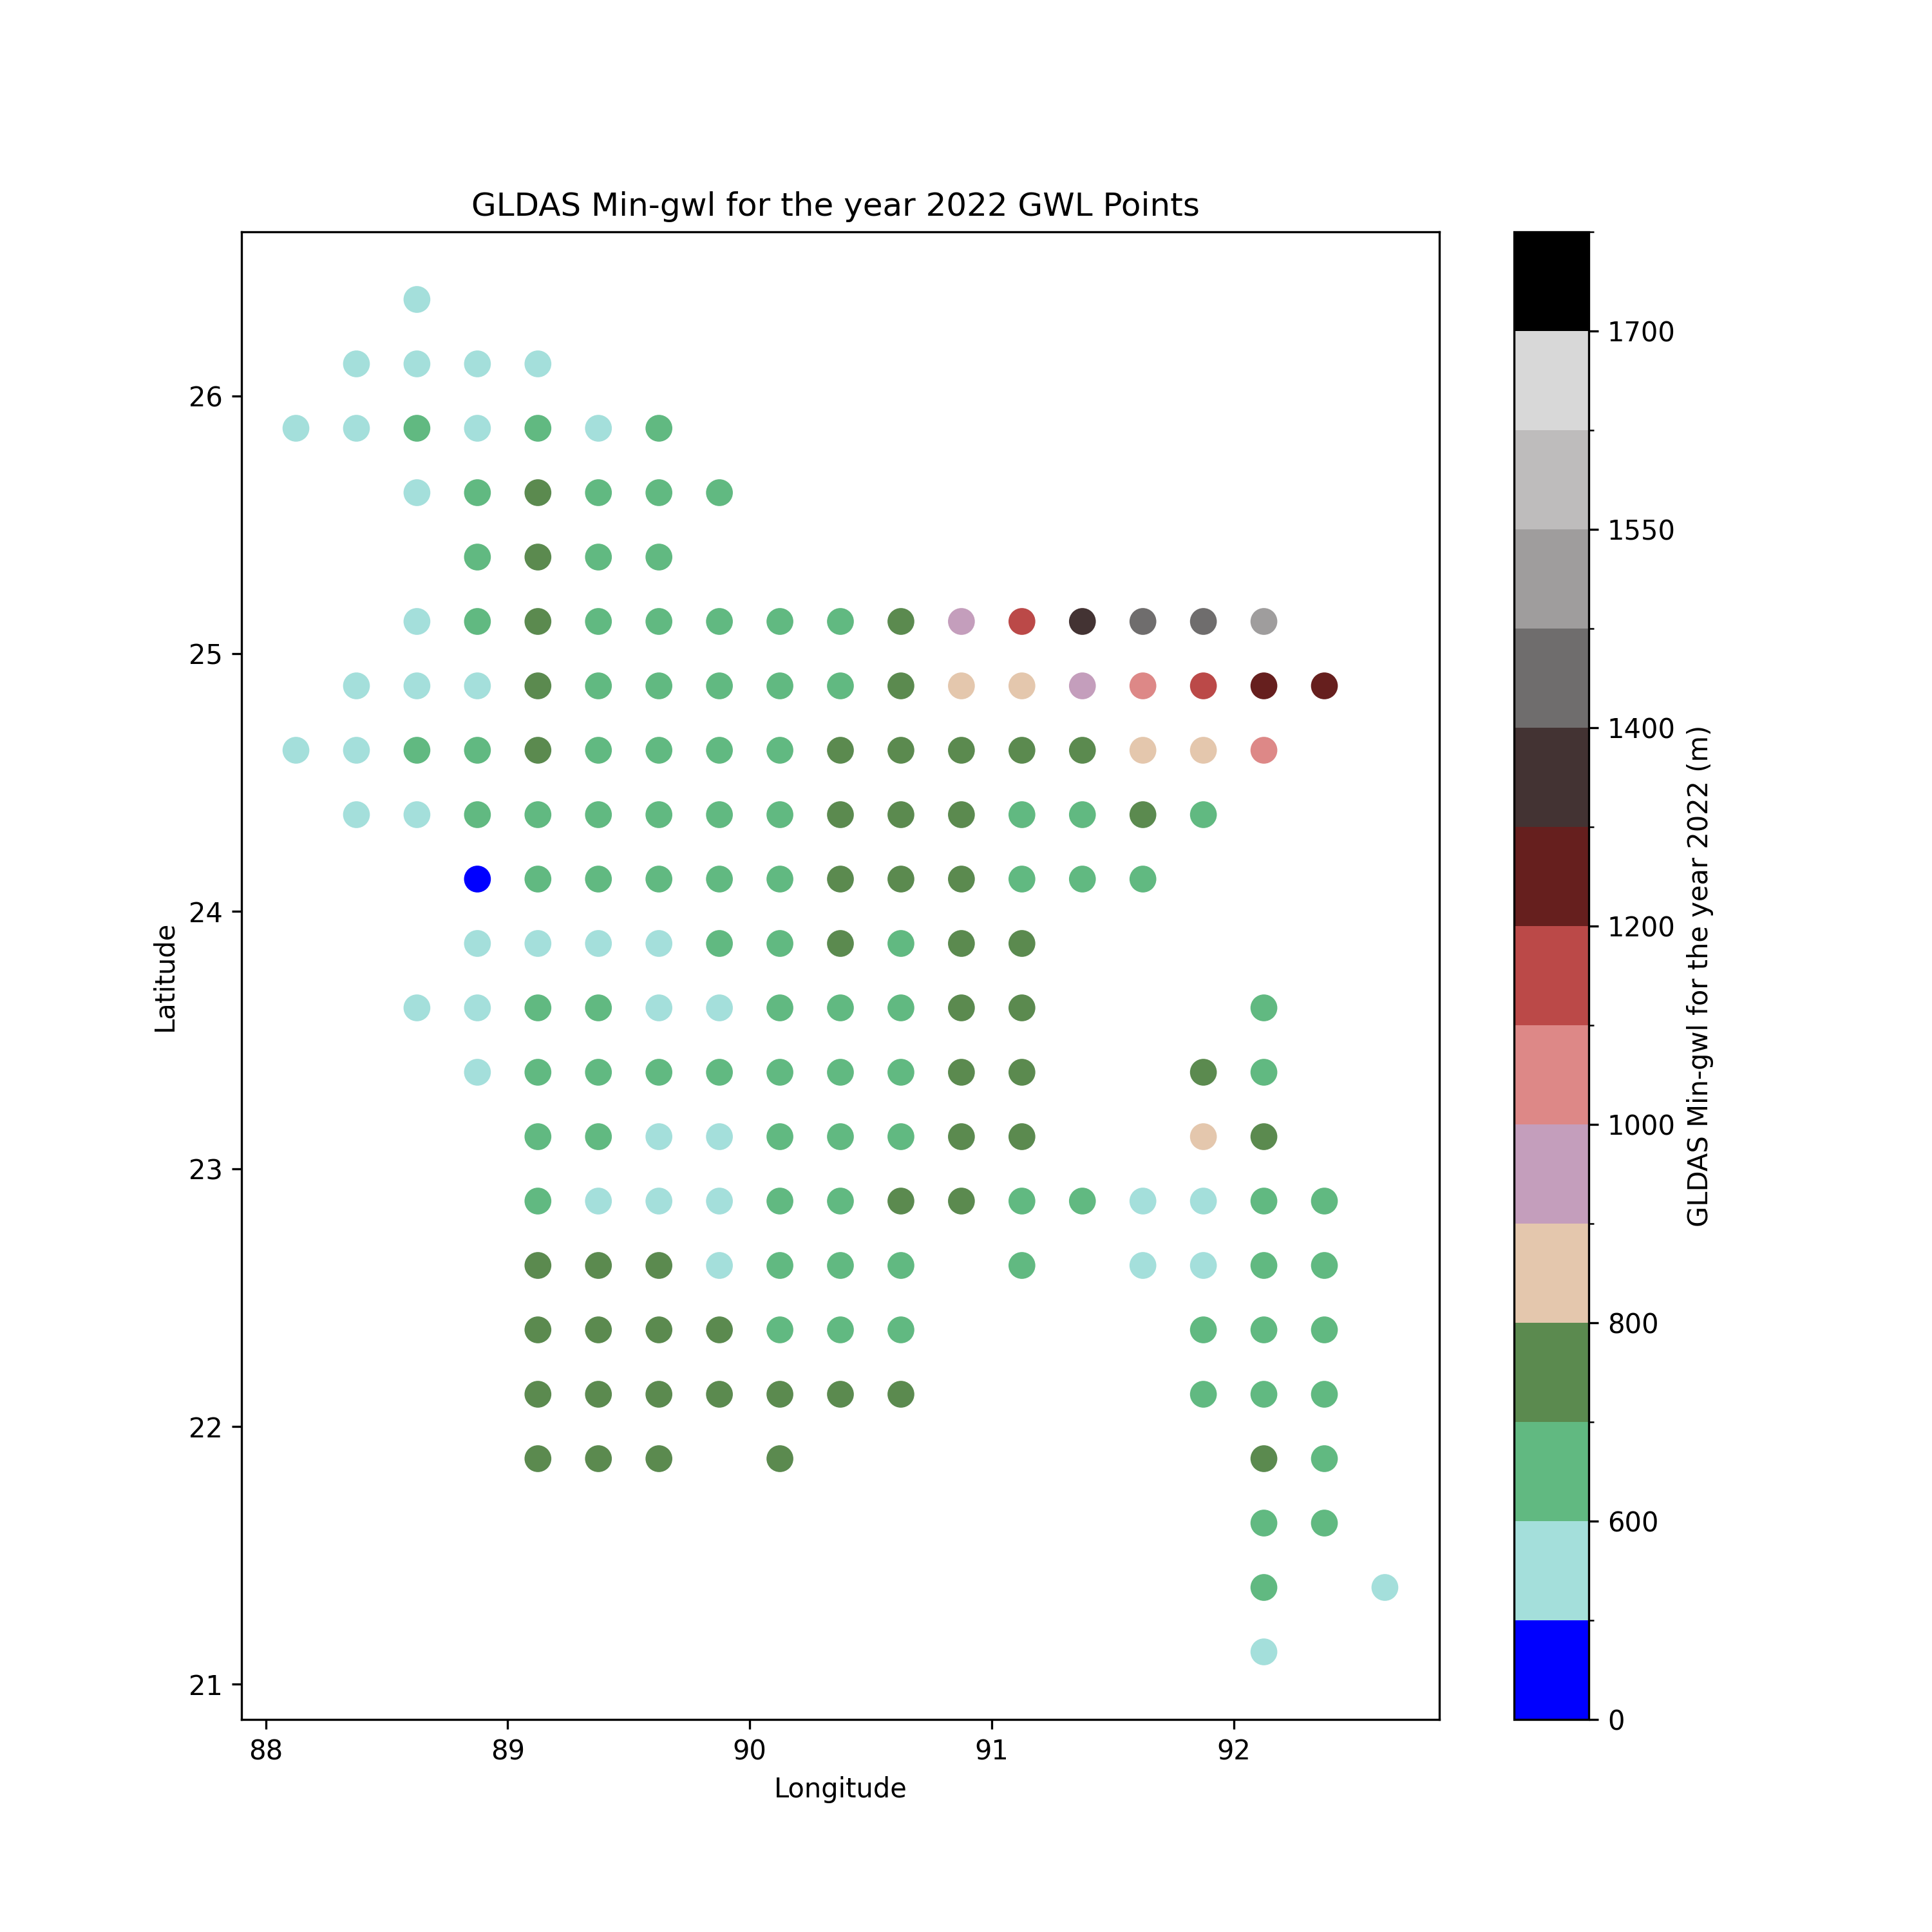 GLDAS Min-gwl for the year 2022 GWL Points
26
25
24
23
22
21
Latitude
88 89 90 91 92
Longitude
1700
1550
1400
1200
1000
800
600
0
GLDAS Min-gwl for the year 2022 (m)